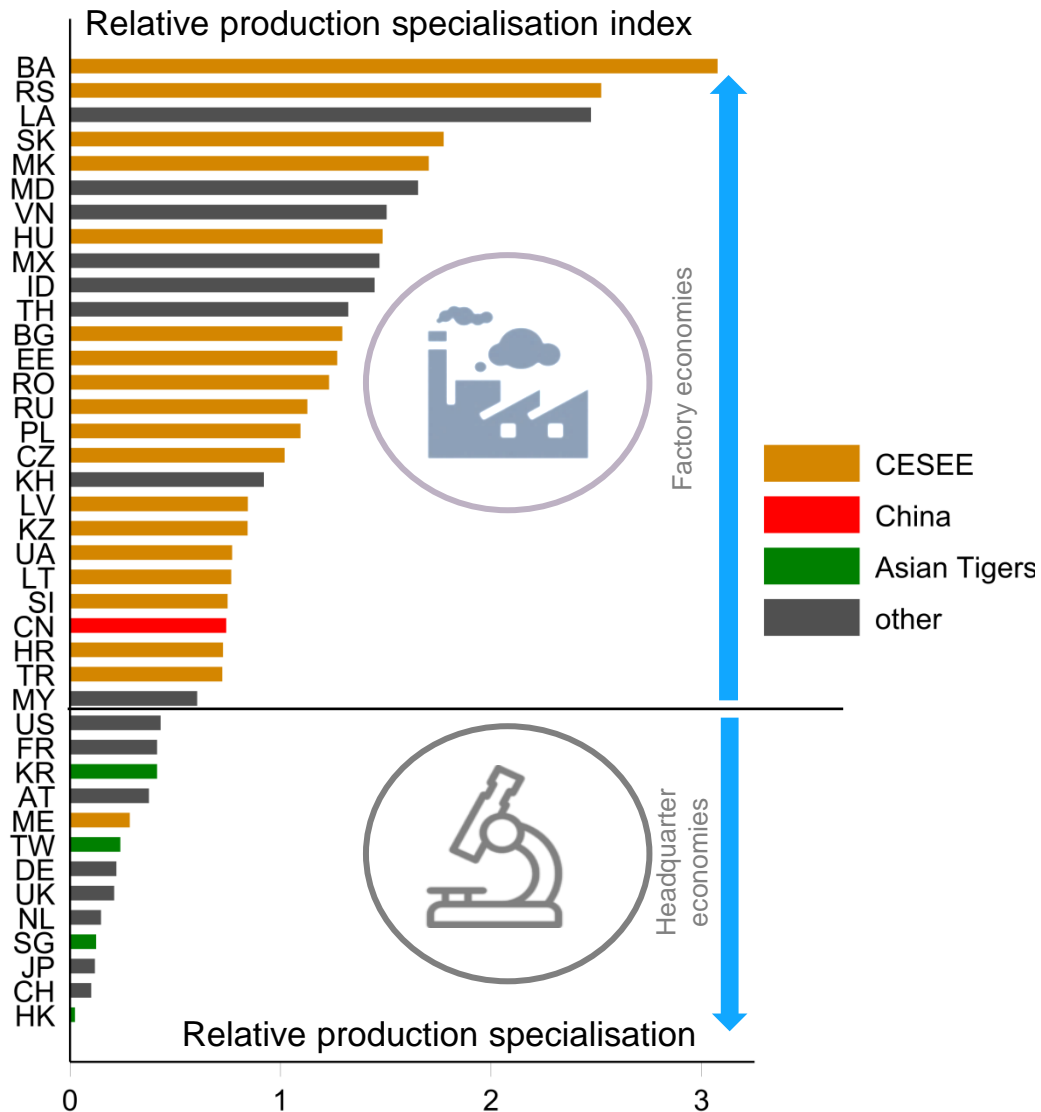 Relative production specialisation index
BA
RS
LA
SK
MK
MD
VN
HU
MX
ID
TH
BG
EE
RO
RU
PL
CZ
KH
LV
KZ
UA
LT
SI
CN
HR
TR
MY
US
FR
KR
AT
ME
TW
DE
UK
NL
SG
JP
CH
HK
Factory economies
Headquarter
economies
CESEE
China
Asian Tigers
other
Relative production specialisation
0 1 2 3